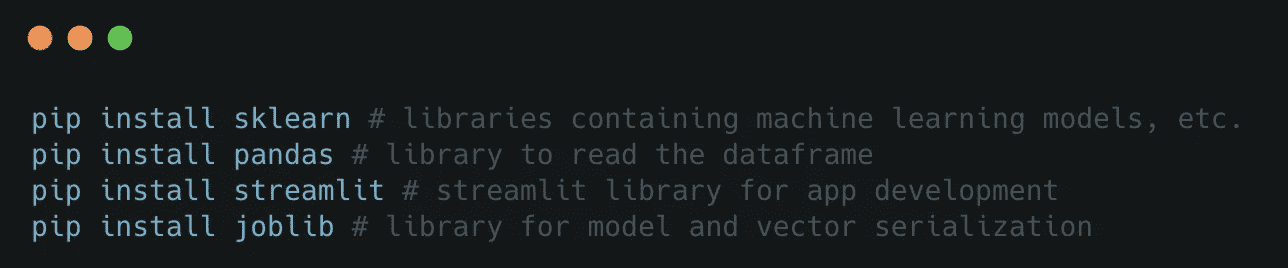 pip install sklearn # libraries containing machine learning models, etc.
pip install pandas # library to read the dataframe
pip install streamlit # streamlit library for app development
pip install joblib # library for model and vector serialization